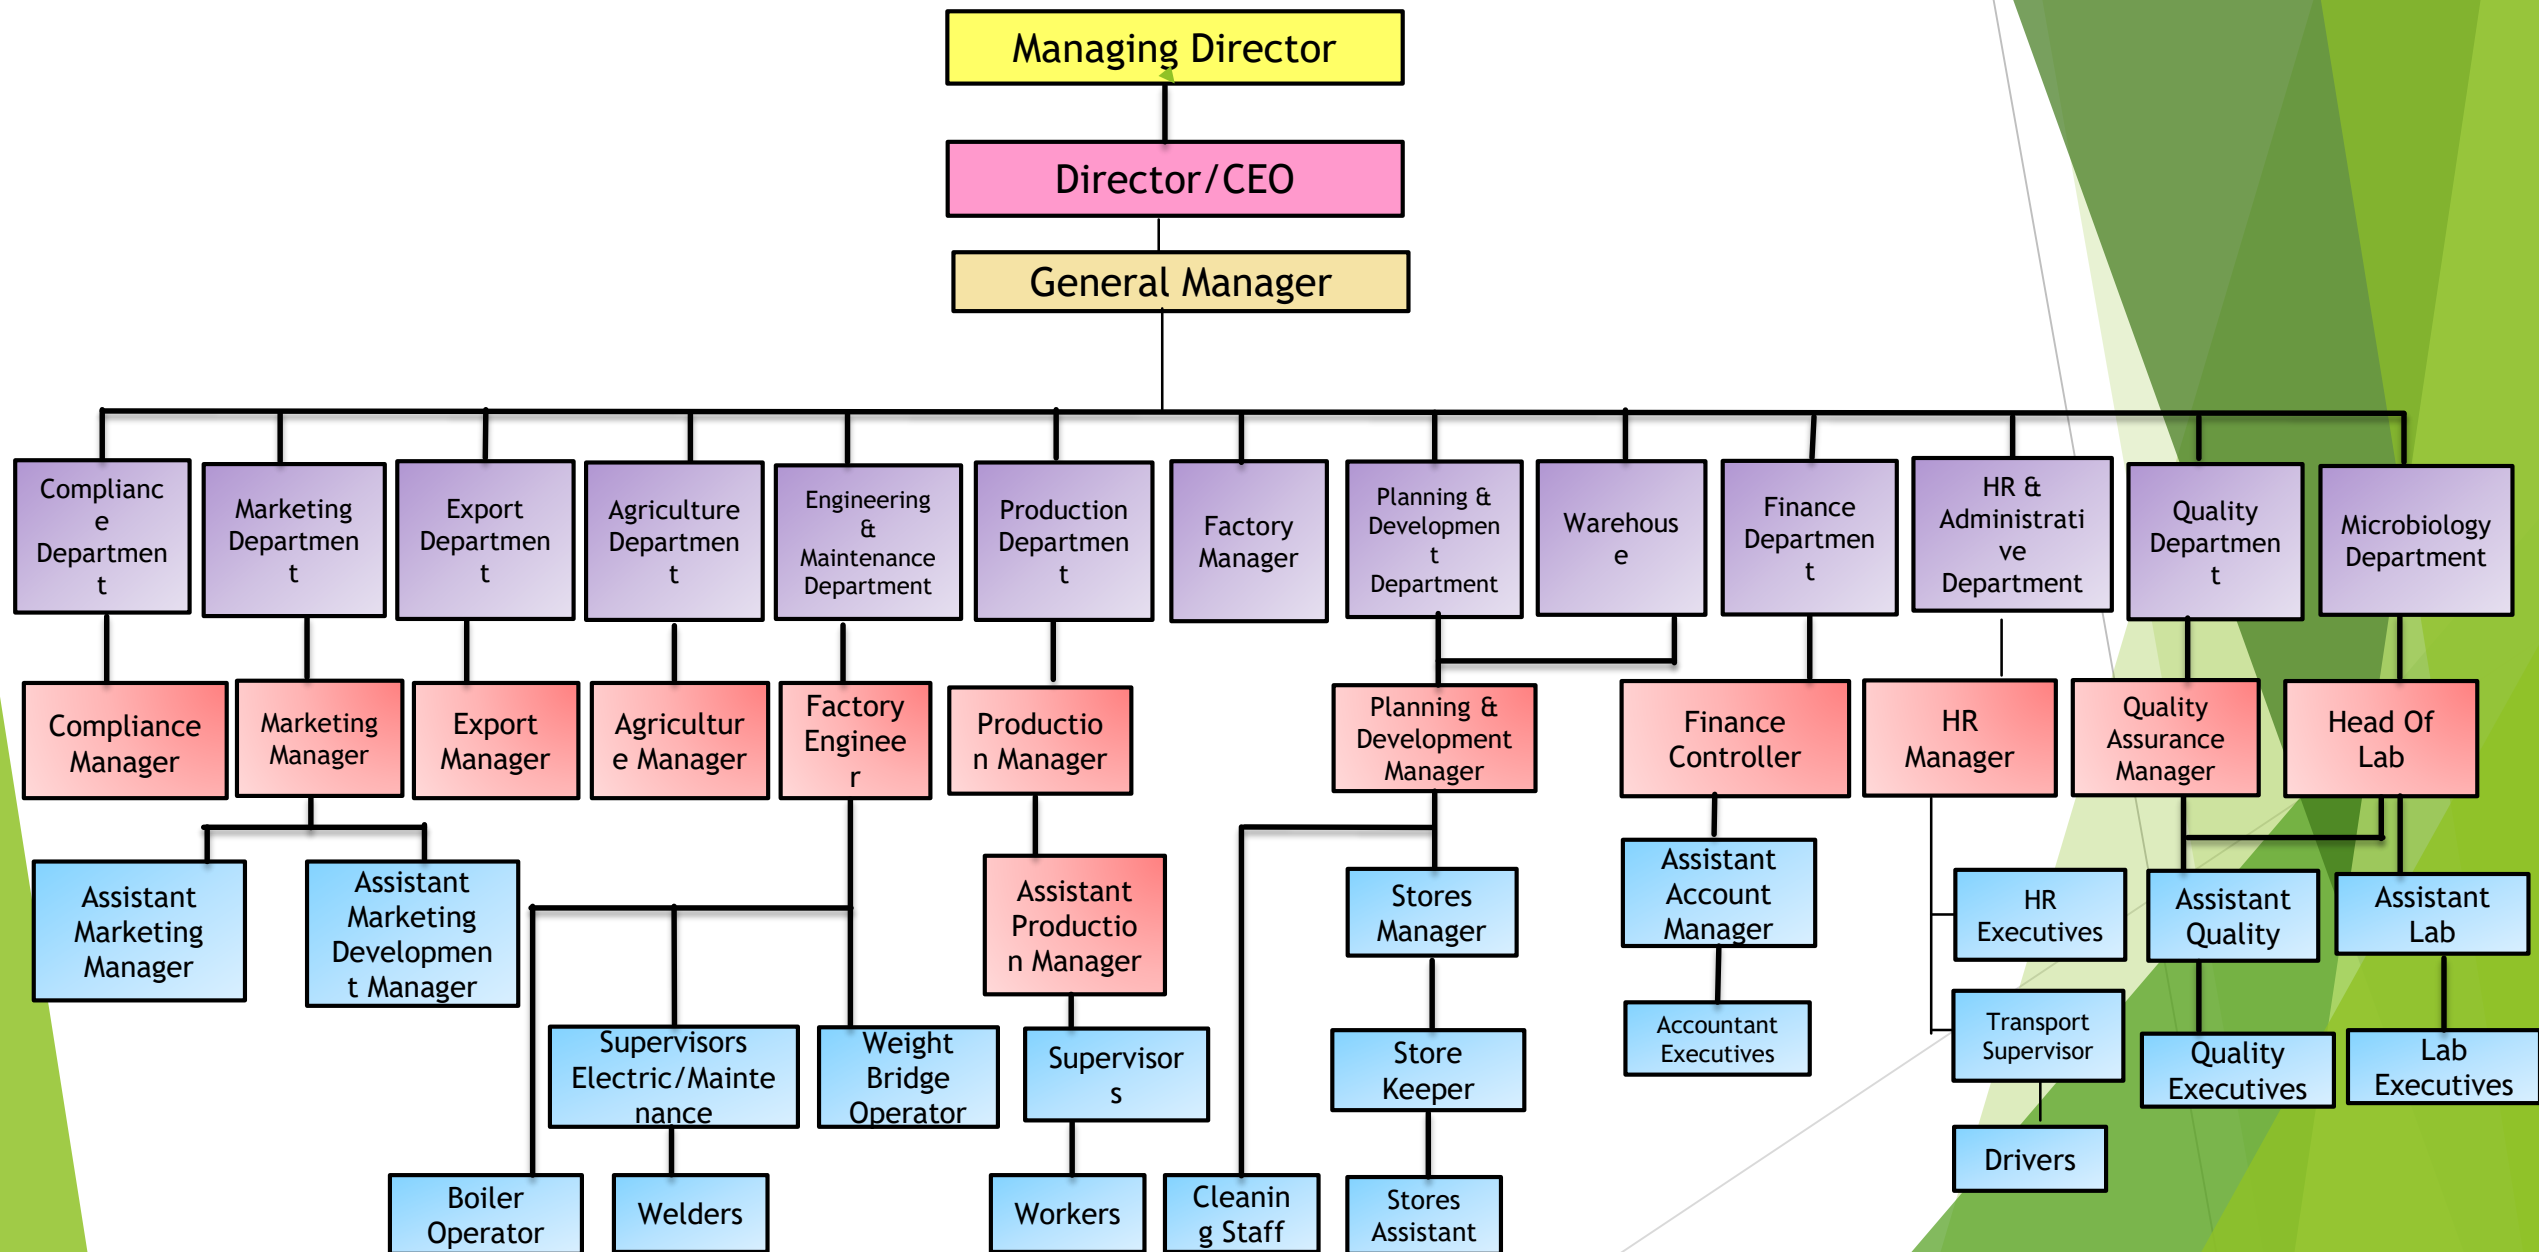 Managing Director
Director/CEO
General Manager
Complianc
e
Departmen
t
Marketing
Departmen
t
Export
Departmen
t
Agriculture
Departmen
t
Engineering
&
Maintenance
Department
Production
Departmen
t
Factory
Manager
Planning &
Developmen
t
Department
Warehous
e
Finance
Departmen
t
HR &
Administrati
ve
Department
Quality
Departmen
t
Microbiology
Department
Compliance
Manager
Marketing
Manager
Export
Manager
Agricultur
e Manager
Factory
Enginee
r
Productio
n Manager
Planning &
Development
Manager
Finance
Controller
HR
Manager
Quality
Assurance
Manager
Head Of
Lab
Assistant
Marketing
Manager
Assistant
Marketing
Developmen
t Manager
Assistant
Productio
n Manager
Stores
Manager
Assistant
Account
Manager
HR
Executives
Assistant
Quality
Assistant
Lab
Supervisors
Electric/Mainte
nance
Weight
Bridge
Operator
Supervisor
s
Store
Keeper
Accountant
Executives
Transport
Supervisor
Quality
Executives
Lab
Executives
Boiler
Operator
Welders
Workers
Cleanin
g Staff
Stores
Assistant
Drivers